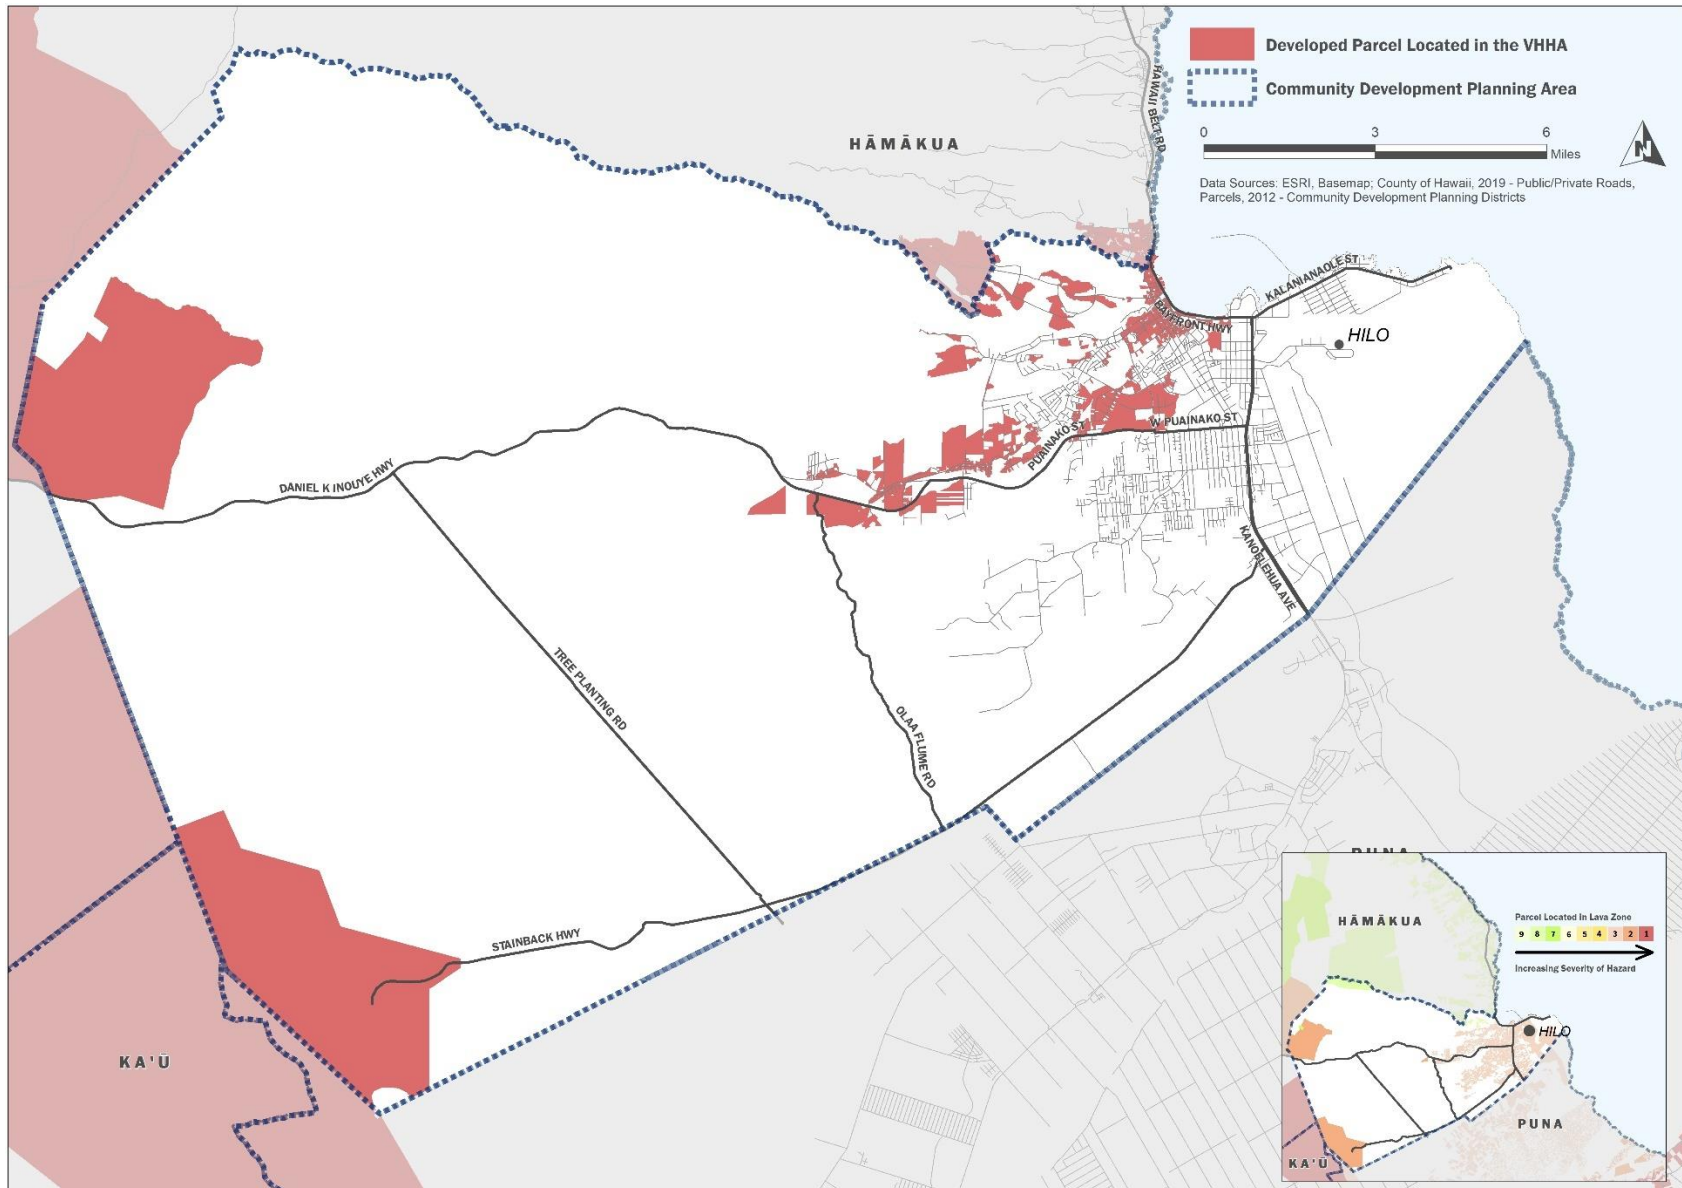 Developed Parcel Located in the VHHA
Community Development Planning Area
0 3 6
Miles
N
Data Sources: ESRI, Basemap; County of Hawaii, 2019 - Public/Private Roads,
Parcels, 2012 - Community Development Planning Districts
HAWAII BELT RD
HĀMĀKUA
KALANIANAOLE ST
BAYFRONT HWY
HILO
W PUAINAKO ST
PUAINAKO ST
DANIEL K INOUYE HWY
KANOELEHUA AVE
TREE PLANTING RD
OLAA FLUME RD
STAINBACK HWY
KA'Ū
PUNA
HĀMĀKUA
Parcel Located in Lava Zone
9 8 7 6 5 4 3 2 1
Increasing Severity of Hazard
HILO
PUNA
KA'Ū